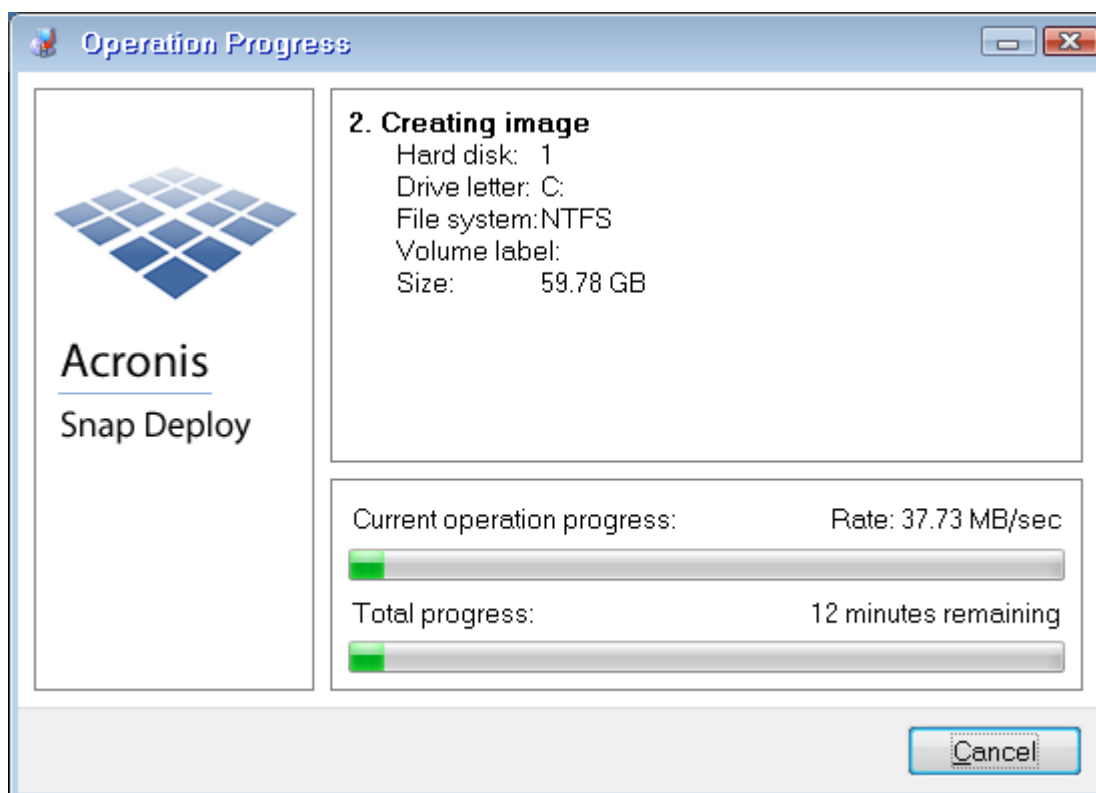 Operation Progress
Acronis
Snap Deploy
2. Creating image
Hard disk: 1
Drive letter: C:
File system:NTFS
Volume label:
Size: 59.78 GB
Current operation progress: Rate: 37.73 MB/sec
Total progress: 12 minutes remaining
Cancel